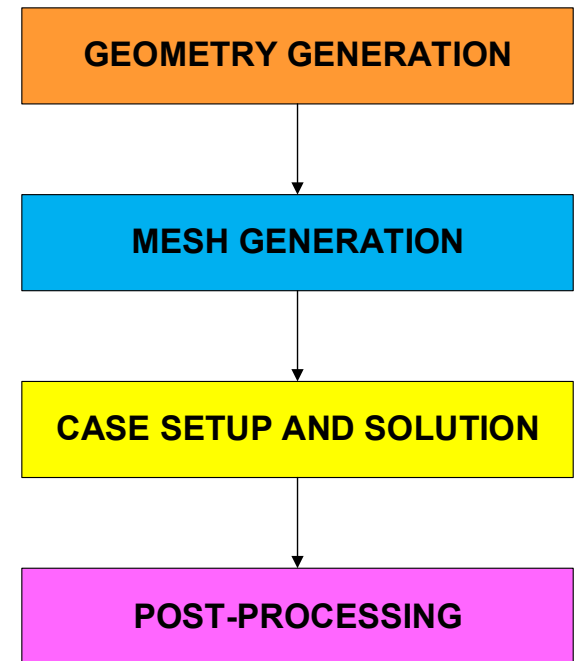 GEOMETRY GENERATION
MESH GENERATION
CASE SETUP AND SOLUTION
POST-PROCESSING